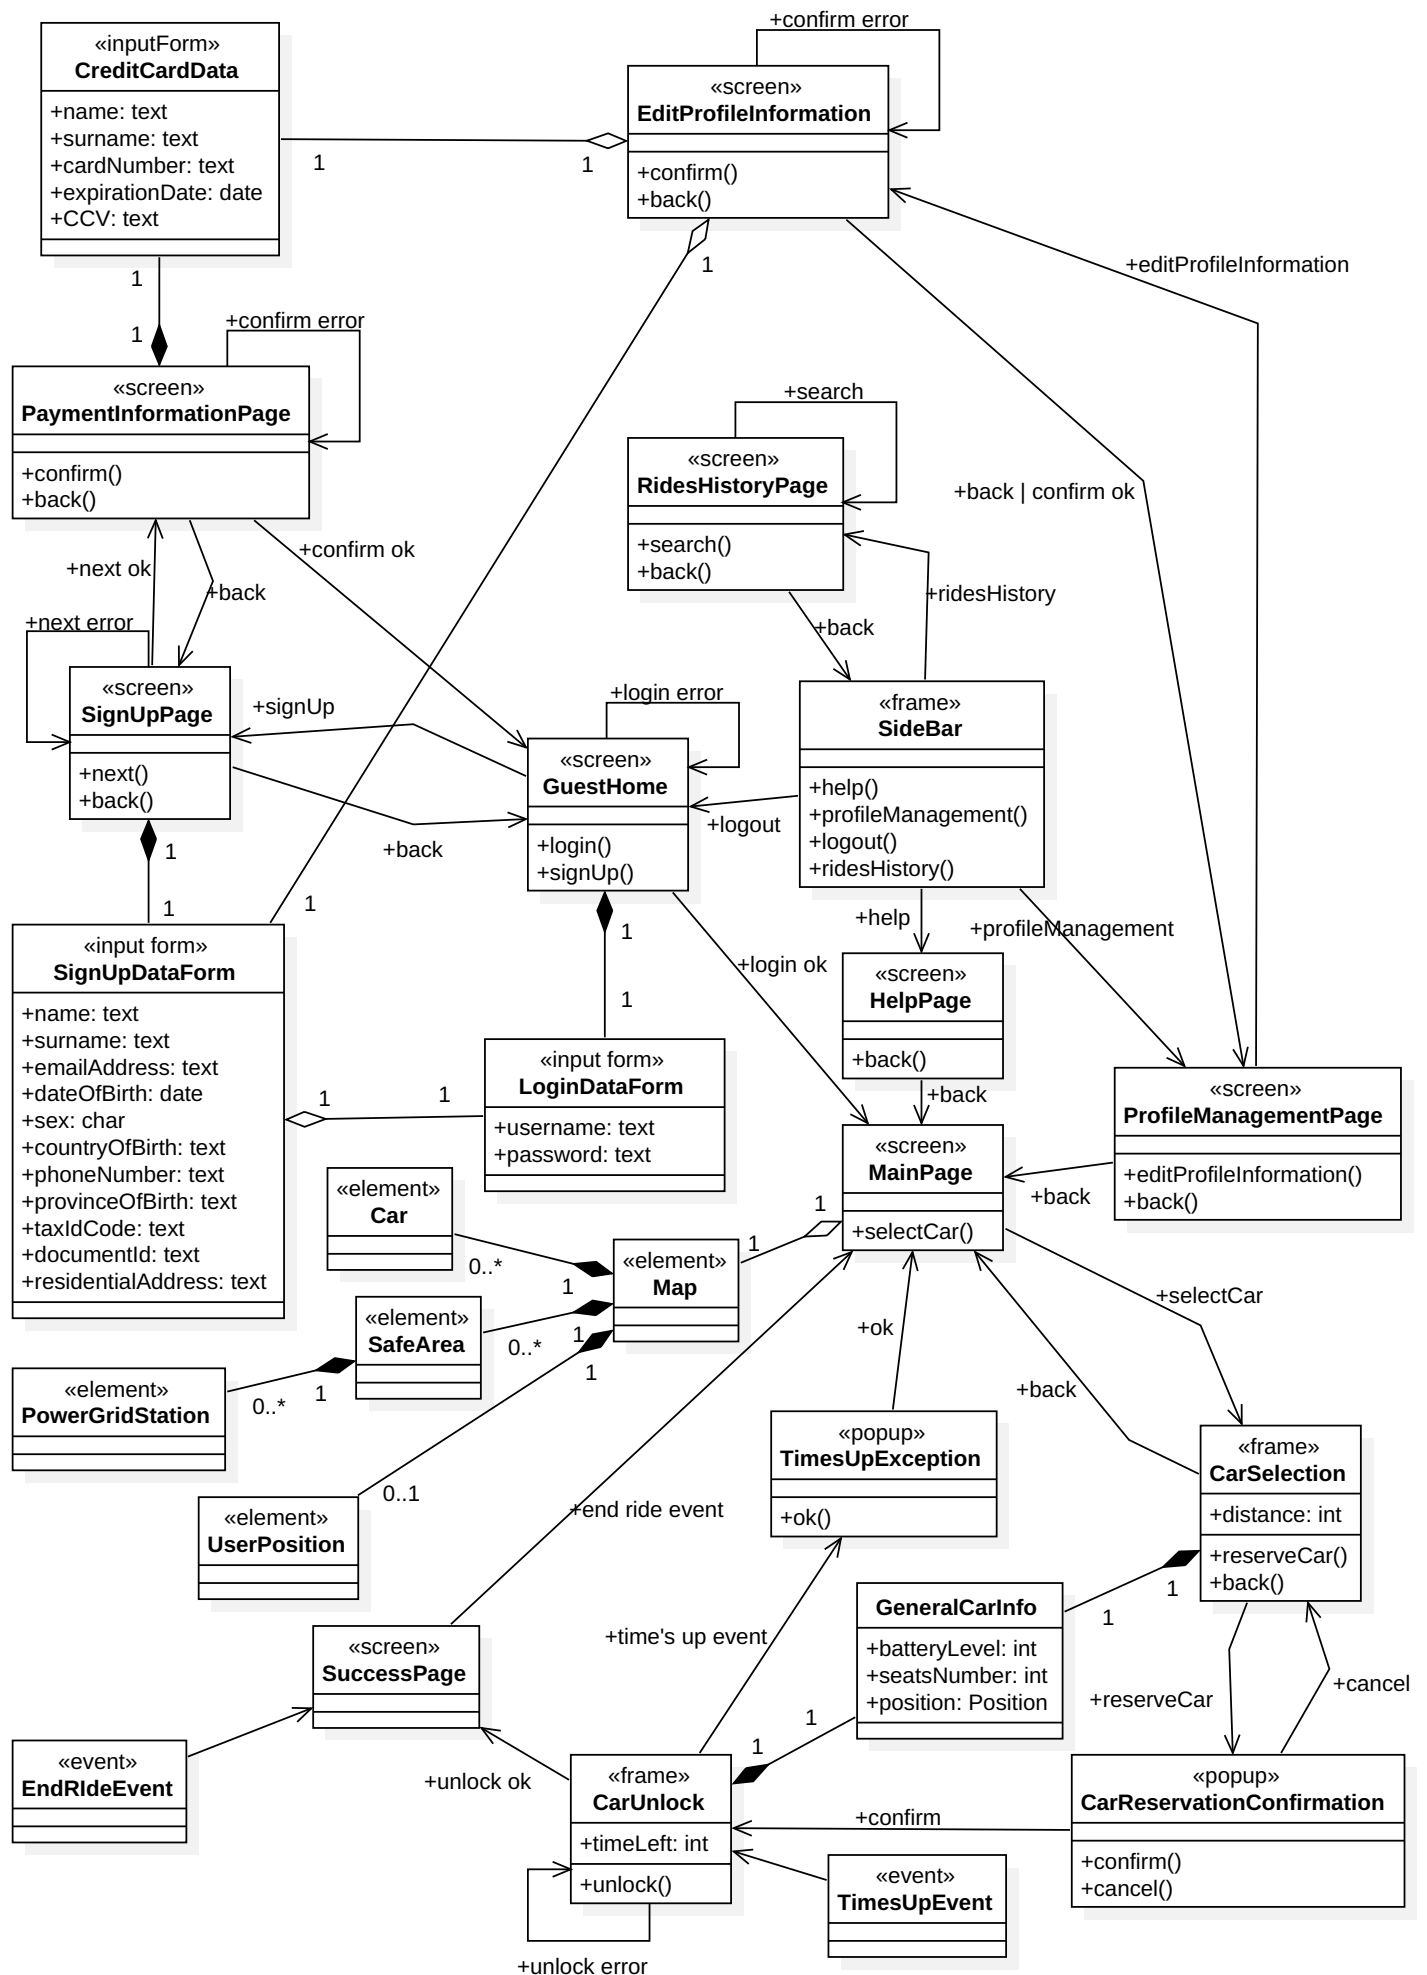 «inputForm»
CreditCardData
+name: text
+surname: text
+cardNumber: text
+expirationDate: date
+CCV: text
+confirm error
«screen»
EditProfileInformation
+confirm()
+back()
1
1
1
1
1
+editProfileInformation
+confirm error
«screen»
PaymentInformationPage
+confirm()
+back()
+search
«screen»
RidesHistoryPage
+search()
+back()
+back | confirm ok
+next ok
+back
+confirm ok
+ridesHistory
+back
+next error
«screen»
SignUpPage
+next()
+back()
+signUp
+back
+login error
«screen»
GuestHome
+login()
+signUp()
+logout
«frame»
SideBar
+help()
+profileManagement()
+logout()
+ridesHistory()
1
1
1
1
1
+help
+profileManagement
+login ok
«input form»
SignUpDataForm
+name: text
+surname: text
+emailAddress: text
+dateOfBirth: date
+sex: char
+countryOfBirth: text
+phoneNumber: text
+provinceOfBirth: text
+taxIdCode: text
+documentId: text
+residentialAddress: text
1
1
«input form»
LoginDataForm
+username: text
+password: text
«screen»
HelpPage
+back()
+back
«screen»
MainPage
+selectCar()
«screen»
ProfileManagementPage
+editProfileInformation()
+back()
+back
«element»
Car
0..*
1
«element»
Map
1
1
«element»
SafeArea
0..*
1
1
«element»
PowerGridStation
0..*
1
0..1
«element»
UserPosition
+ok
+selectCar
+back
«popup»
TimesUpException
+ok()
«frame»
CarSelection
+distance: int
+reserveCar()
+back()
+end ride event
1
1
GeneralCarInfo
+batteryLevel: int
+seatsNumber: int
+position: Position
+time's up event
«screen»
SuccessPage
+reserveCar
+cancel
1
1
«event»
EndRIdeEvent
+unlock ok
«frame»
CarUnlock
+timeLeft: int
+unlock()
+unlock error
+confirm
«event»
TimesUpEvent
«popup»
CarReservationConfirmation
+confirm()
+cancel()